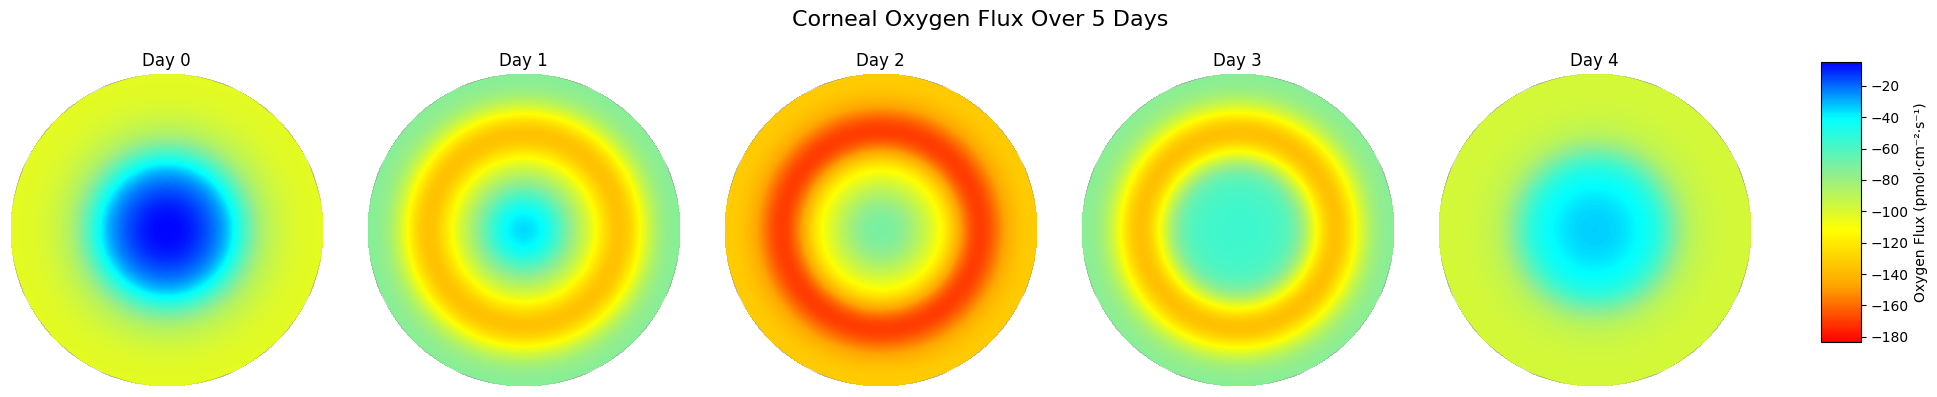 Corneal Oxygen Flux Over 5 Days
Day 0
Day 1
Day 2
Day 3
Day 4
−20
−40
−60
−80
−100
−120
−140
−160
−180
Oxygen Flux (pmol·cm⁻²·s⁻¹)